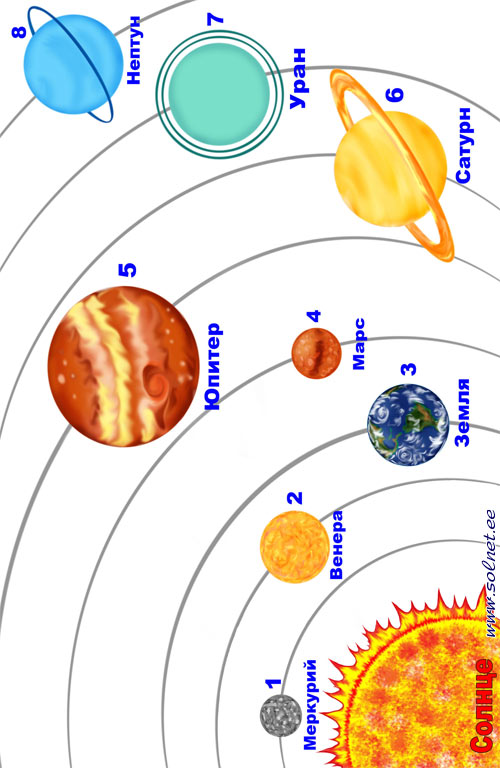 Солнце
www.solnet.ee
1
Меркурий
2
Венера
3
Земля
4
Марс
5
Юпитер
6
Сатурн
7
Уран
8
Нептун